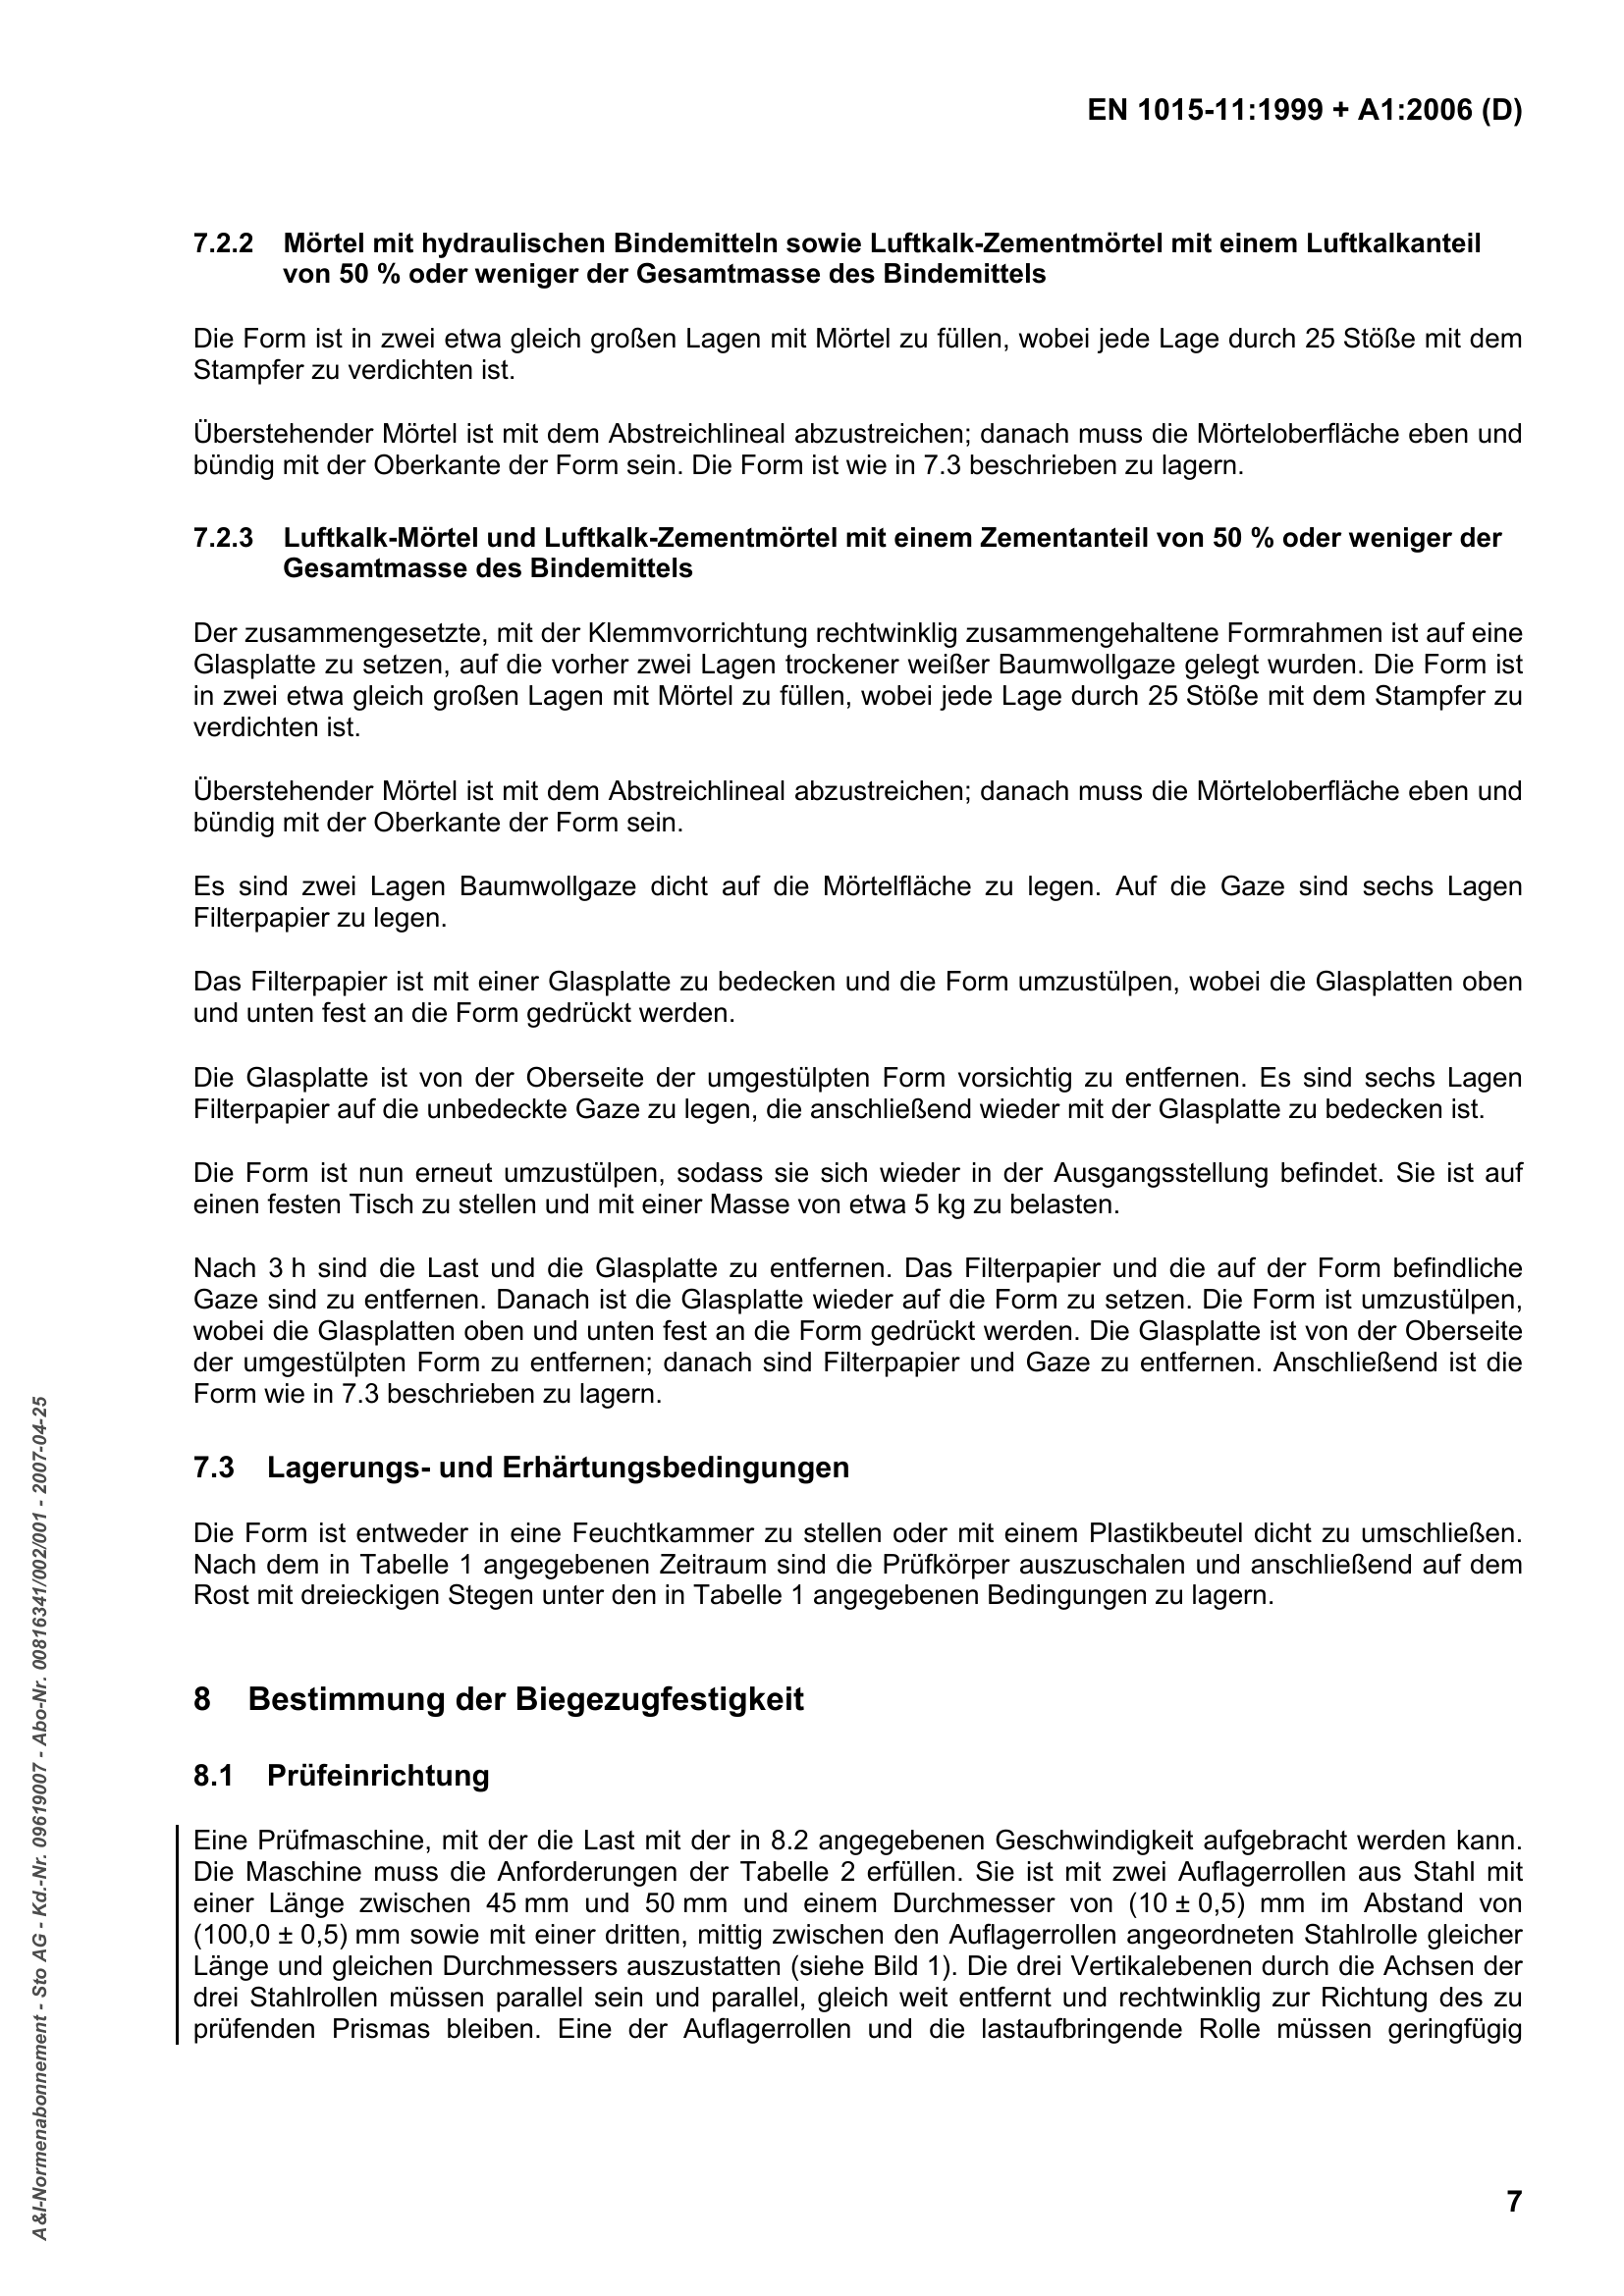 EN 1015-11:1999 + A1:2006 (D)
7.2.2 Mörtel mit hydraulischen Bindemitteln sowie Luftkalk-Zementmörtel mit einem Luftkalkanteil
von 50 % oder weniger der Gesamtmasse des Bindemittels
Die Form ist in zwei etwa gleich großen Lagen mit Mörtel zu füllen, wobei jede Lage durch 25 Stöße mit dem
Stampfer zu verdichten ist.
Überstehender Mörtel ist mit dem Abstreichlineal abzustreichen; danach muss die Mörteloberfläche eben und
bündig mit der Oberkante der Form sein. Die Form ist wie in 7.3 beschrieben zu lagern.
7.2.3 Luftkalk-Mörtel und Luftkalk-Zementmörtel mit einem Zementanteil von 50 % oder weniger der
Gesamtmasse des Bindemittels
Der zusammengesetzte, mit der Klemmvorrichtung rechtwinklig zusammengehaltene Formrahmen ist auf eine
Glasplatte zu setzen, auf die vorher zwei Lagen trockener weißer Baumwollgaze gelegt wurden. Die Form ist
in zwei etwa gleich großen Lagen mit Mörtel zu füllen, wobei jede Lage durch 25 Stöße mit dem Stampfer zu
verdichten ist.
Überstehender Mörtel ist mit dem Abstreichlineal abzustreichen; danach muss die Mörteloberfläche eben und
bündig mit der Oberkante der Form sein.
Es sind zwei Lagen Baumwollgaze dicht auf die Mörtelfläche zu legen. Auf die Gaze sind sechs Lagen
Filterpapier zu legen.
Das Filterpapier ist mit einer Glasplatte zu bedecken und die Form umzustülpen, wobei die Glasplatten oben
und unten fest an die Form gedrückt werden.
Die Glasplatte ist von der Oberseite der umgestülpten Form vorsichtig zu entfernen. Es sind sechs Lagen
Filterpapier auf die unbedeckte Gaze zu legen, die anschließend wieder mit der Glasplatte zu bedecken ist.
Die Form ist nun erneut umzustülpen, sodass sie sich wieder in der Ausgangsstellung befindet. Sie ist auf
einen festen Tisch zu stellen und mit einer Masse von etwa 5 kg zu belasten.
Nach 3 h sind die Last und die Glasplatte zu entfernen. Das Filterpapier und die auf der Form befindliche
Gaze sind zu entfernen. Danach ist die Glasplatte wieder auf die Form zu setzen. Die Form ist umzustülpen,
wobei die Glasplatten oben und unten fest an die Form gedrückt werden. Die Glasplatte ist von der Oberseite
der umgestülpten Form zu entfernen; danach sind Filterpapier und Gaze zu entfernen. Anschließend ist die
Form wie in 7.3 beschrieben zu lagern.
7.3 Lagerungs- und Erhärtungsbedingungen
Die Form ist entweder in eine Feuchtkammer zu stellen oder mit einem Plastikbeutel dicht zu umschließen.
Nach dem in Tabelle 1 angegebenen Zeitraum sind die Prüfkörper auszuschalen und anschließend auf dem
Rost mit dreieckigen Stegen unter den in Tabelle 1 angegebenen Bedingungen zu lagern.
8 Bestimmung der Biegezugfestigkeit
8.1 Prüfeinrichtung
Eine Prüfmaschine, mit der die Last mit der in 8.2 angegebenen Geschwindigkeit aufgebracht werden kann.
Die Maschine muss die Anforderungen der Tabelle 2 erfüllen. Sie ist mit zwei Auflagerrollen aus Stahl mit
einer Länge zwischen 45 mm und 50 mm und einem Durchmesser von (10 ± 0,5) mm im Abstand von
(100,0 ± 0,5) mm sowie mit einer dritten, mittig zwischen den Auflagerrollen angeordneten Stahlrolle gleicher
Länge und gleichen Durchmessers auszustatten (siehe Bild 1). Die drei Vertikalebenen durch die Achsen der
drei Stahlrollen müssen parallel sein und parallel, gleich weit entfernt und rechtwinklig zur Richtung des zu
prüfenden Prismas bleiben. Eine der Auflagerrollen und die lastaufbringende Rolle müssen geringfügig
7
A&I-Normenabonnement - Sto AG - Kd.-Nr. 09619007 - Abo-Nr. 00816341/002/001 - 2007-04-25